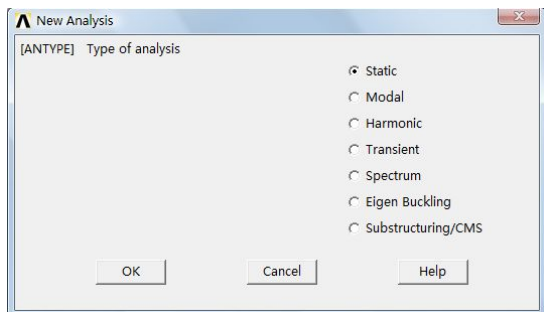 New Analysis
[ANTYPE] Type of analysis
Static
Modal
Harmonic
Transient
Spectrum
Eigen Buckling
Substructuring/CMS
OK Cancel Help